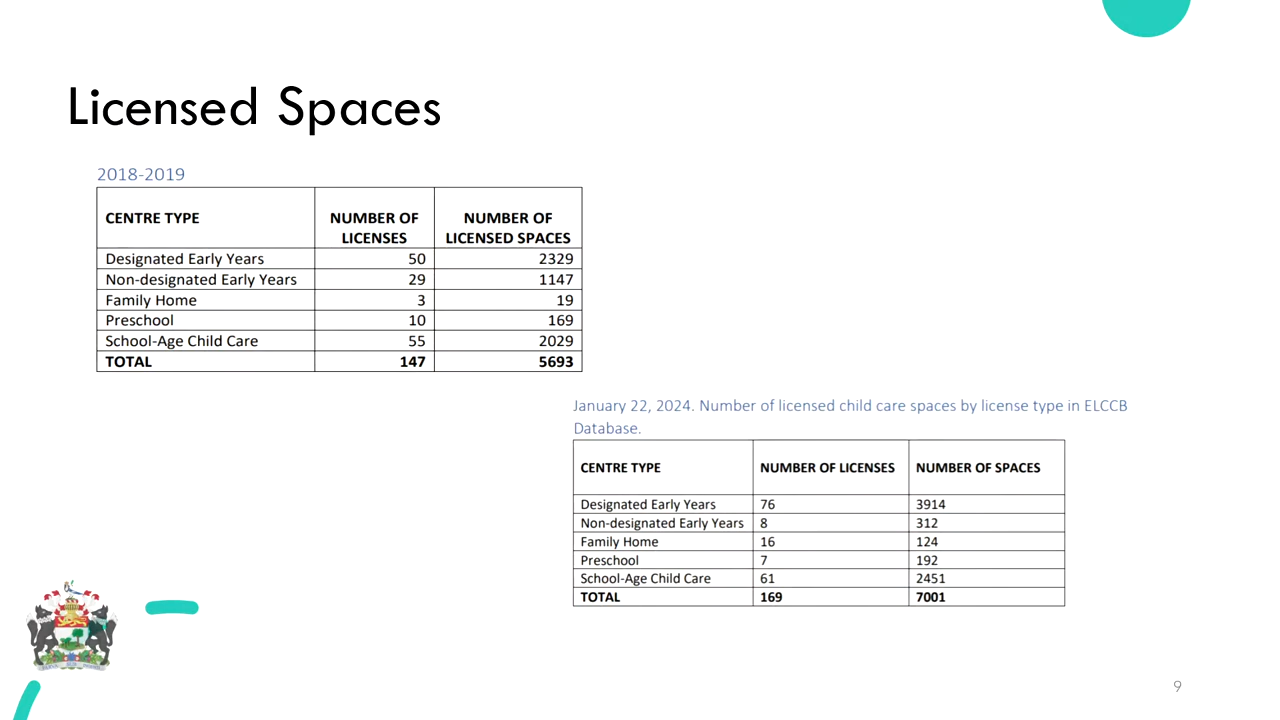 Licensed Spaces
2018-2019
CENTRE TYPE NUMBER OF LICENSES NUMBER OF LICENSED SPACES
Designated Early Years 50 2329
Non-designated Early Years 29 1147
Family Home 3 19
Preschool 10 169
School-Age Child Care 55 2029
TOTAL 147 5693
January 22, 2024. Number of licensed child care spaces by license type in ELCCB
Database.
CENTRE TYPE NUMBER OF LICENSES NUMBER OF SPACES
Designated Early Years 76 3914
Non-designated Early Years 8 312
Family Home 16 124
Preschool 7 192
School-Age Child Care 61 2451
TOTAL 169 7001
9